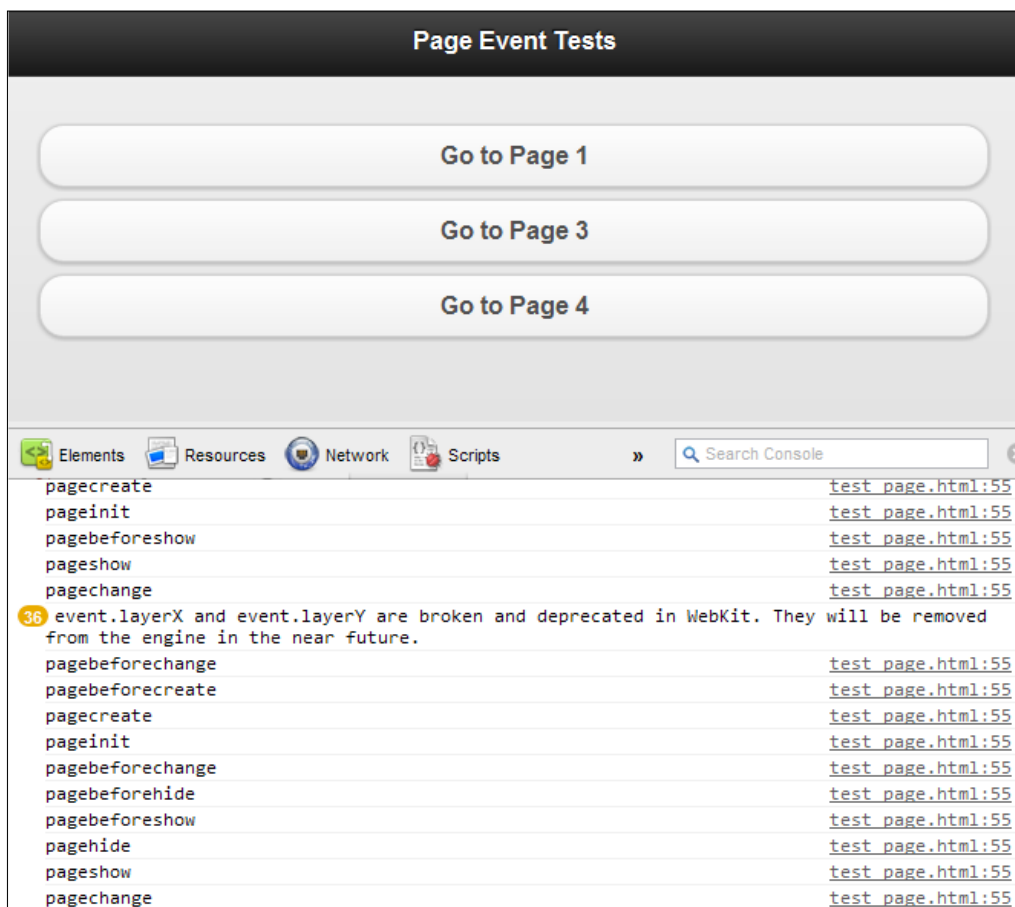 Page Event Tests
Go to Page 1
Go to Page 3
Go to Page 4
Elements Resources Network Scripts » Search Console
pagecreate test_page.html:55
pageinit test_page.html:55
pagebeforeshow test_page.html:55
pageshow test_page.html:55
pagechange test_page.html:55
36 event.layerX and event.layerY are broken and deprecated in WebKit. They will be removed
from the engine in the near future.
pagebeforechange test_page.html:55
pagebeforecreate test_page.html:55
pagecreate test_page.html:55
pageinit test_page.html:55
pagebeforechange test_page.html:55
pagebeforehide test_page.html:55
pagebeforeshow test_page.html:55
pagehide test_page.html:55
pageshow test_page.html:55
pagechange test_page.html:55